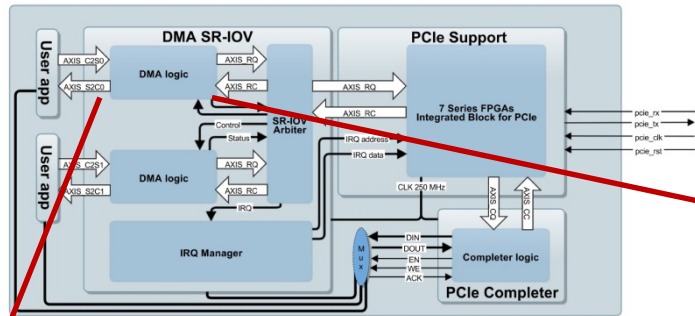 DMA SR-IOV
PCIe Support
User app
AXIS_C2S0
AXIS_S2C0
DMA logic
AXIS_RQ
AXIS_RC
SR-IOV
Arbiter
AXIS_RQ
AXIS_RC
7 Series FPGAs
Integrated Block for PCIe
pcie_rx
pcie_tx
pcie_clk
pcie_rst
Control
Status
IRQ address
IRQ data
User app
AXIS_C2S1
AXIS_S2C1
DMA logic
AXIS_RQ
AXIS_RC
IRQ
CLK 250 MHz
AXIS_CQ
AXIS_CC
IRQ Manager
Mux
DIN
DOUT
EN
WE
ACK
Completer logic
PCIe Completer